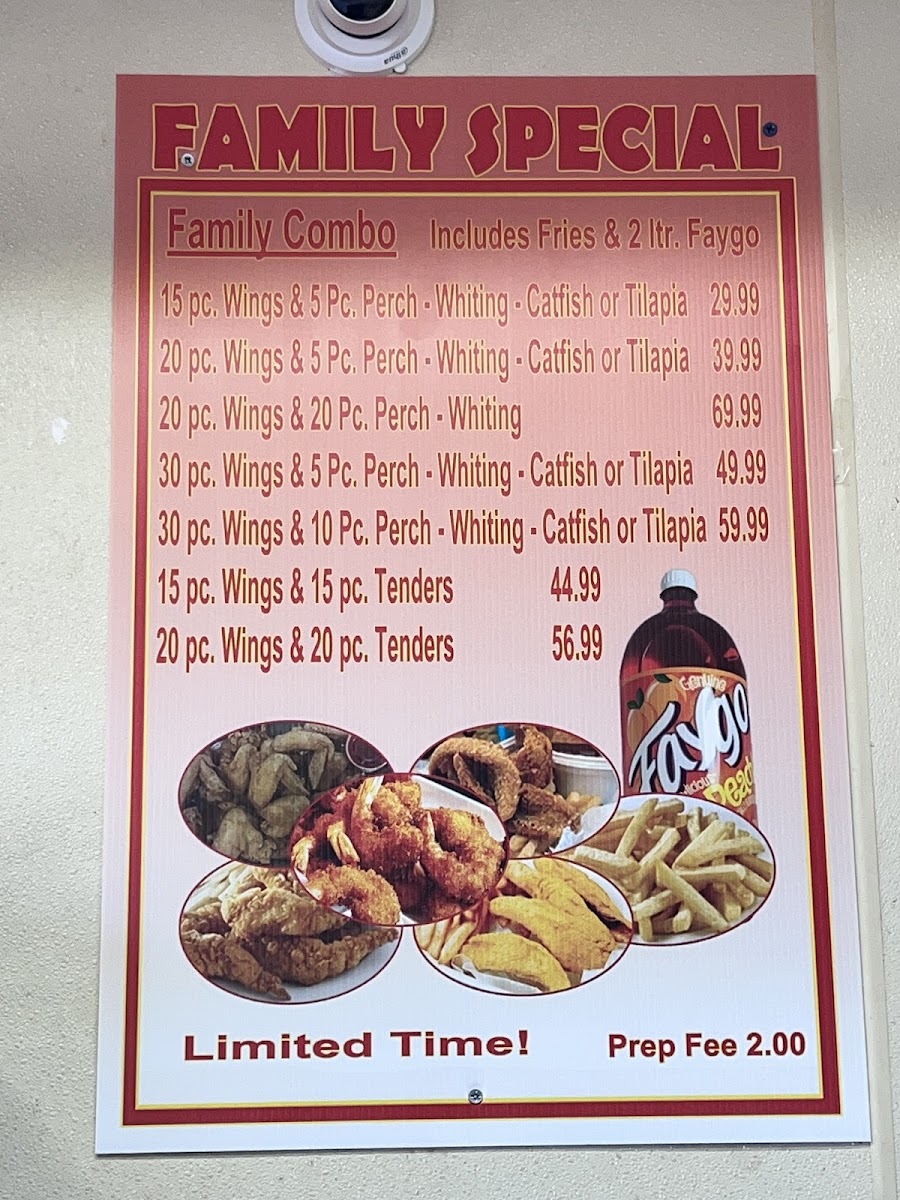 alhua
FAMILY SPECIAL
Family Combo Includes Fries & 2 ltr. Faygo
15 pc. Wings & 5 Pc. Perch - Whiting - Catfish or Tilapia 29.99
20 pc. Wings & 5 Pc. Perch - Whiting - Catfish or Tilapia 39.99
20 pc. Wings & 20 Pc. Perch - Whiting 69.99
30 pc. Wings & 5 Pc. Perch - Whiting - Catfish or Tilapia 49.99
30 pc. Wings & 10 Pc. Perch - Whiting - Catfish or Tilapia 59.99
15 pc. Wings & 15 pc. Tenders 44.99
20 pc. Wings & 20 pc. Tenders 56.99
Genuine
Faygo
Limited Time! Prep Fee 2.00